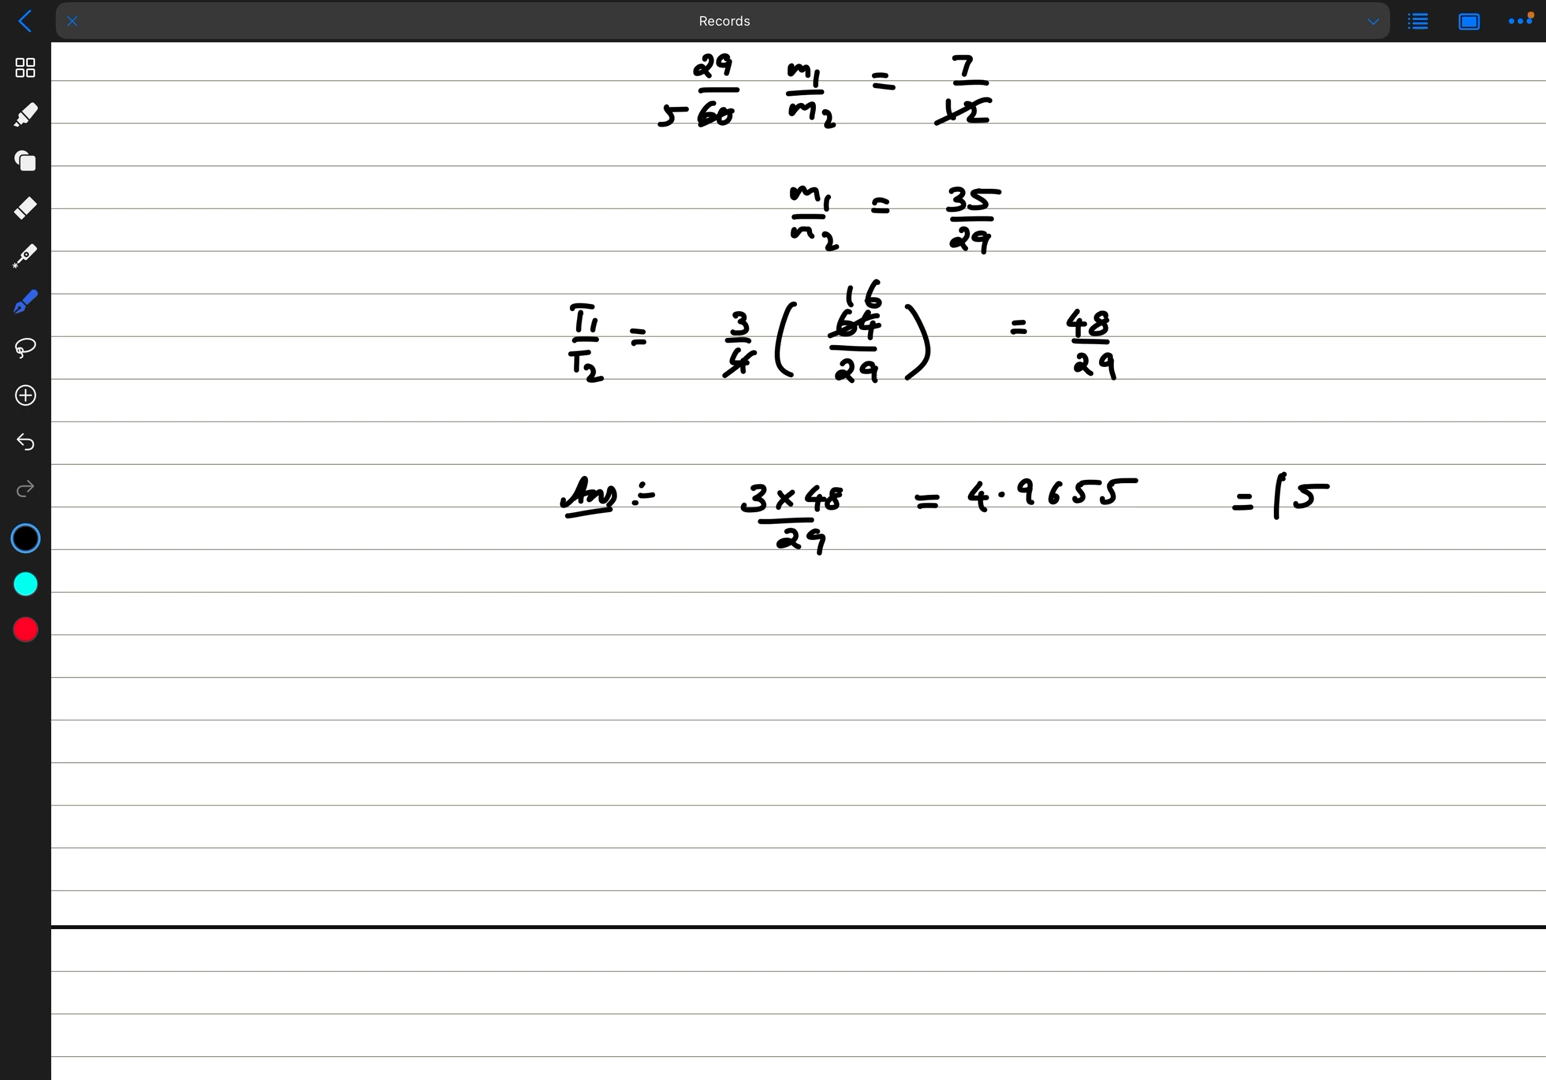 Records
29/5 60 m1/m2 = 7/12
m1/m2 = 35/29
T1/T2 = 3/4 ( 16 64/29 ) = 48/29
Ans :- 3 × 48/29 = 4.9655 = 5